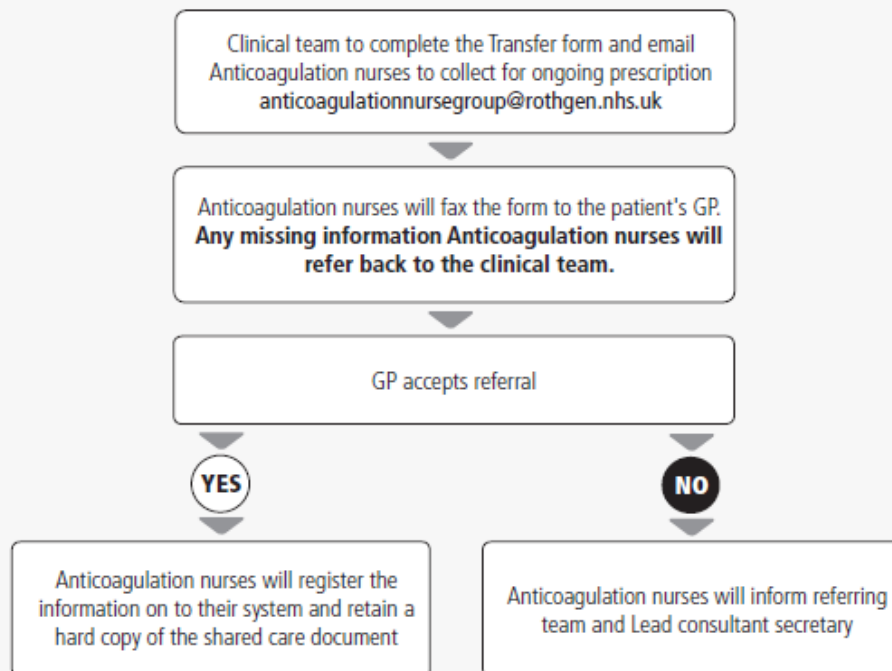 Clinical team to complete the Transfer form and email
Anticoagulation nurses to collect for ongoing prescription
anticoagulationnursegroup@rothgen.nhs.uk
Anticoagulation nurses will fax the form to the patient's GP.
Any missing information Anticoagulation nurses will
refer back to the clinical team.
GP accepts referral
YES
NO
Anticoagulation nurses will register the
information on to their system and retain a
hard copy of the shared care document
Anticoagulation nurses will inform referring
team and Lead consultant secretary